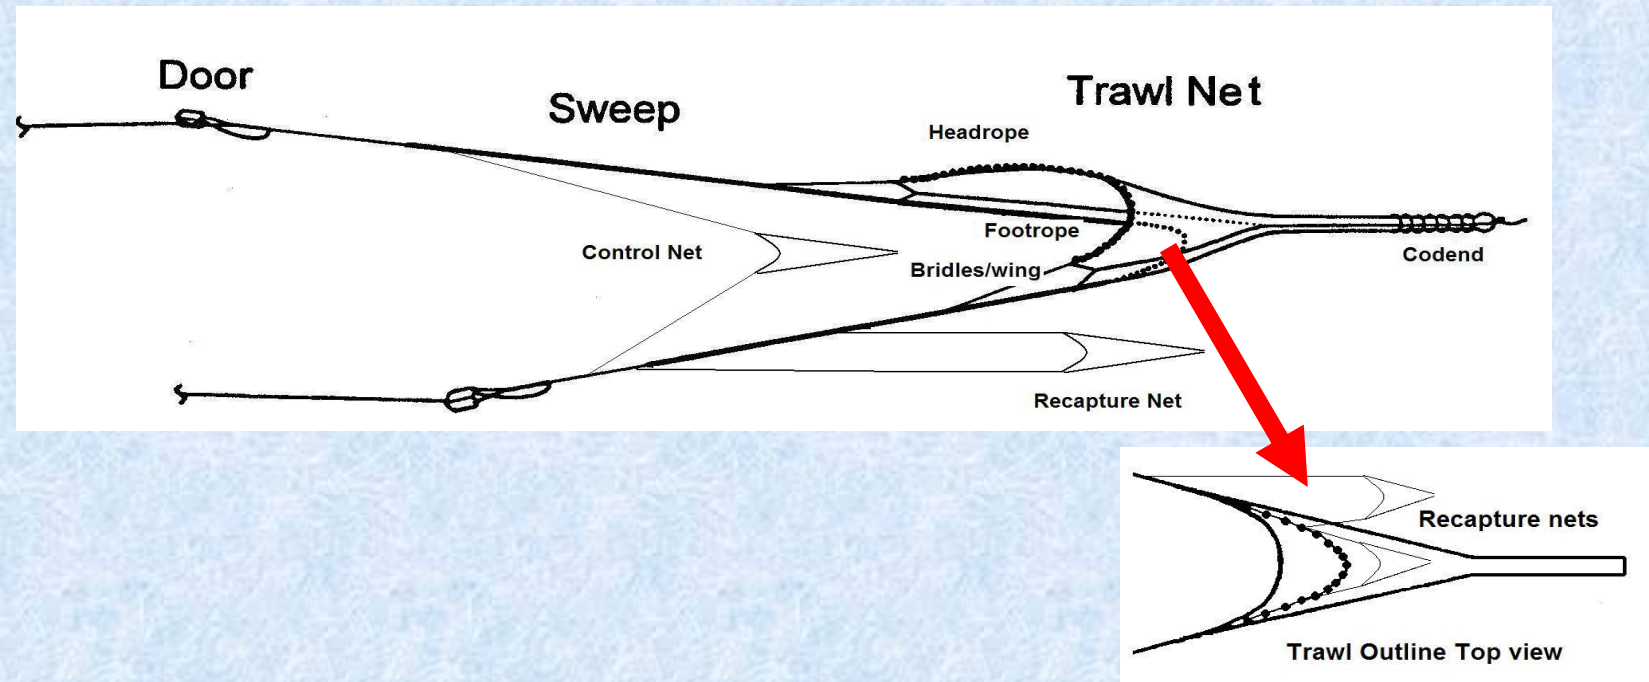 Door
Sweep
Trawl Net
Headrope
Footrope
Control Net
Bridles/wing
Codend
Recapture Net
Recapture nets
Trawl Outline Top view